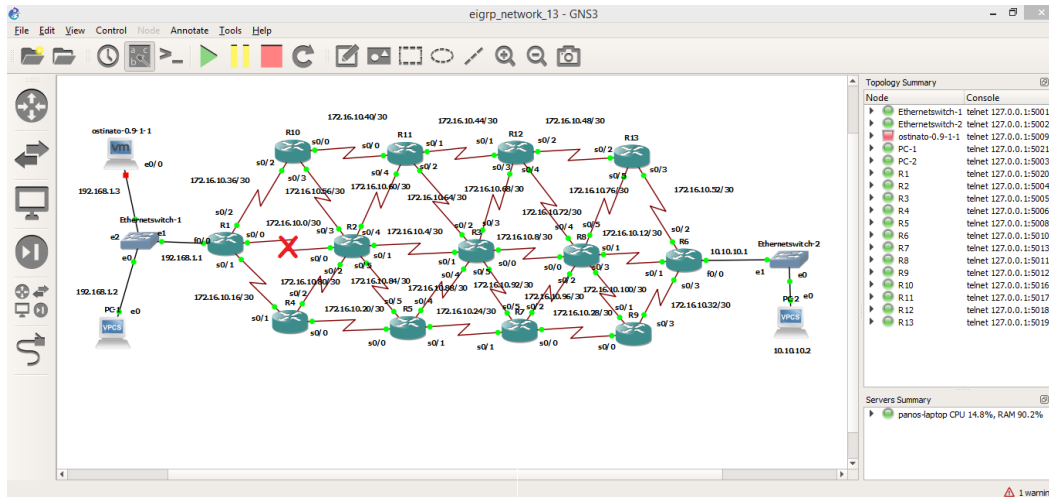 eigrp_network_13 - GNS3
File Edit View Control Node Annotate Tools Help
ostinato-0.9-1-1
vm
e0/0
192.168.1.3
Ethernetswitch-1
e2
e1
e0
f0/0
192.168.1.1
192.168.1.2
PC-1
e0
VPCS
R1
s0/2
s0/0
s0/1
172.16.10.36/30
R10
s0/0
s0/2
s0/3
172.16.10.40/30
s0/0
R11
s0/1
s0/4
172.16.10.44/30
s0/1
R12
s0/2
s0/3
s0/4
172.16.10.48/30
s0/2
R13
s0/3
s0/5
172.16.10.52/30
172.16.10.56/30
172.16.10.60/30
172.16.10.64/30
172.16.10.68/30
172.16.10.72/30
172.16.10.76/30
172.16.10.0/30
s0/3
R2
s0/4
s0/0
s0/1
s0/2
s0/5
172.16.10.4/30
R3
s0/3
s0/1
s0/0
s0/4
s0/5
172.16.10.8/30
s0/4
R8
s0/1
s0/0
s0/3
s0/2
172.16.10.12/30
s0/2
R6
s0/1
f0/0
s0/3
10.10.10.1
Ethernetswitch-2
e1
e0
PC-2
e0
VPCS
10.10.10.2
172.16.10.16/30
172.16.10.80/30
172.16.10.84/30
172.16.10.88/30
172.16.10.92/30
172.16.10.96/30
172.16.10.100/30
172.16.10.32/30
s0/1
R4
s0/2
s0/0
172.16.10.20/30
s0/5
s0/4
R5
s0/0
s0/1
172.16.10.24/30
s0/5
s0/2
R7
s0/1
s0/0
172.16.10.28/30
R9
s0/0
s0/3
Topology Summary
Node Console
Ethernetswitch-1 telnet 127.0.0.1:5001
Ethernetswitch-2 telnet 127.0.0.1:5002
ostinato-0.9-1-1 telnet 127.0.0.1:5009
PC-1 telnet 127.0.0.1:5021
PC-2 telnet 127.0.0.1:5003
R1 telnet 127.0.0.1:5020
R2 telnet 127.0.0.1:5004
R3 telnet 127.0.0.1:5005
R4 telnet 127.0.0.1:5006
R5 telnet 127.0.0.1:5008
R6 telnet 127.0.0.1:5010
R7 telnet 127.0.0.1:5013
R8 telnet 127.0.0.1:5011
R9 telnet 127.0.0.1:5012
R10 telnet 127.0.0.1:5016
R11 telnet 127.0.0.1:5017
R12 telnet 127.0.0.1:5018
R13 telnet 127.0.0.1:5019
Servers Summary
panos-laptop CPU 14.8%, RAM 90.2%